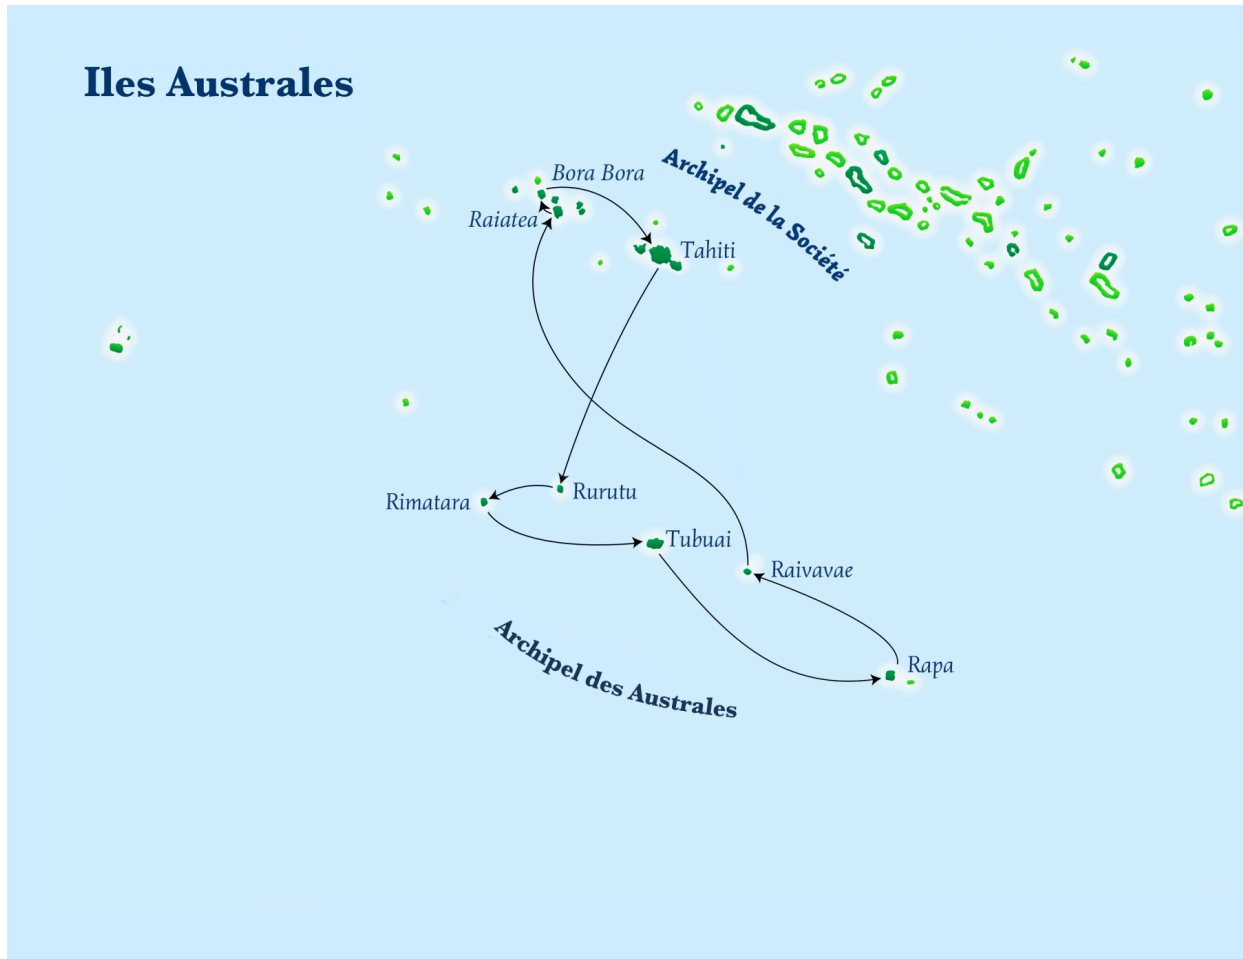 Iles Australes
Bora Bora
Archipel de la Société
Raiatea
Tahiti
Rimatara
Rurutu
Tubuai
Raivavae
Archipel des Australes
Rapa